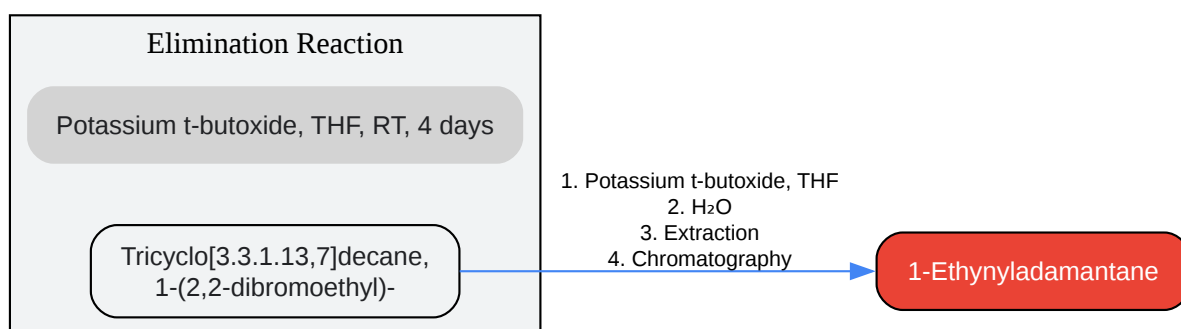 Elimination Reaction
Potassium t-butoxide, THF, RT, 4 days
1. Potassium t-butoxide, THF
2. H₂O
3. Extraction
4. Chromatography
Tricyclo[3.3.1.13,7]decane,
1-(2,2-dibromoethyl)-
1-Ethynyladamantane